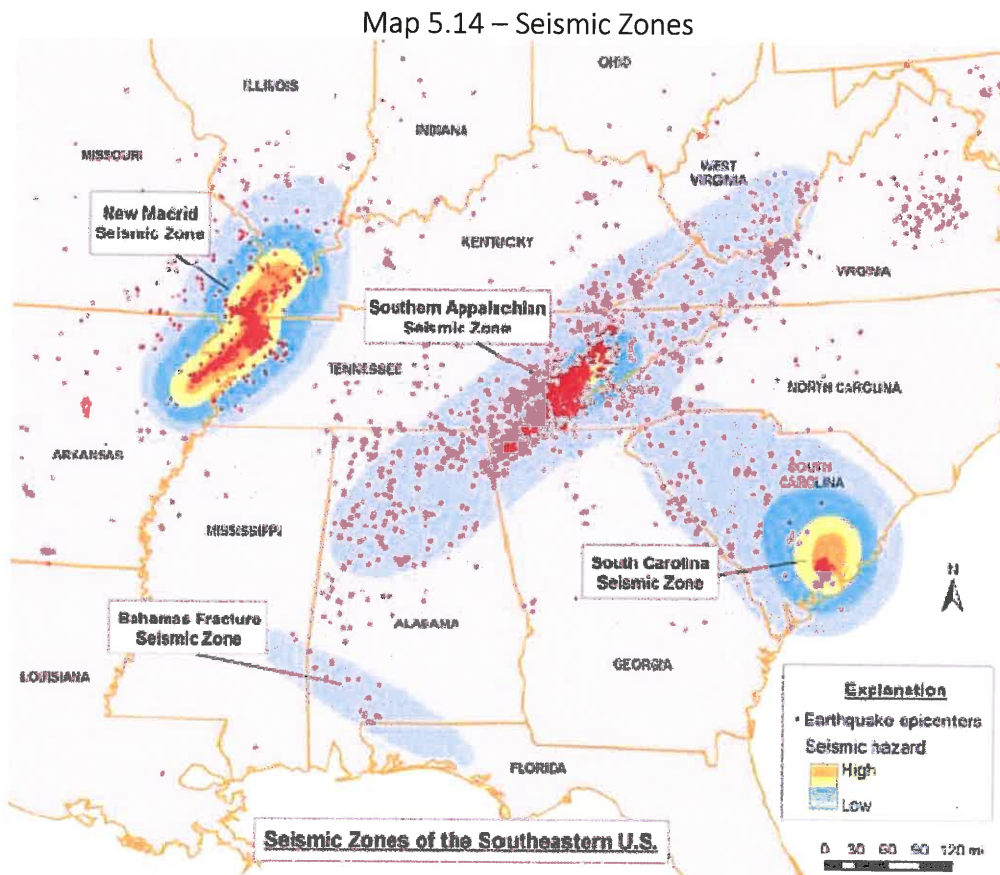 Map 5.14 – Seismic Zones
OHIO
ILLINOIS
INDIANA
MISSOURI
WEST
VIRGINIA
New Madrid
Seismic Zone
KENTUCKY
VIRGINIA
Southern Appalachian
Seismic Zone
TENNESSEE
NORTH CAROLINA
ARKANSAS
SOUTH
CAROLINA
MISSISSIPPI
South Carolina
Seismic Zone
N
Bahamas Fracture
Seismic Zone
ALABAMA
GEORGIA
LOUISIANA
Explanation
Earthquake epicenters
Seismic hazard
High
Low
FLORIDA
Seismic Zones of the Southeastern U.S.
0 30 60 90 120 mi